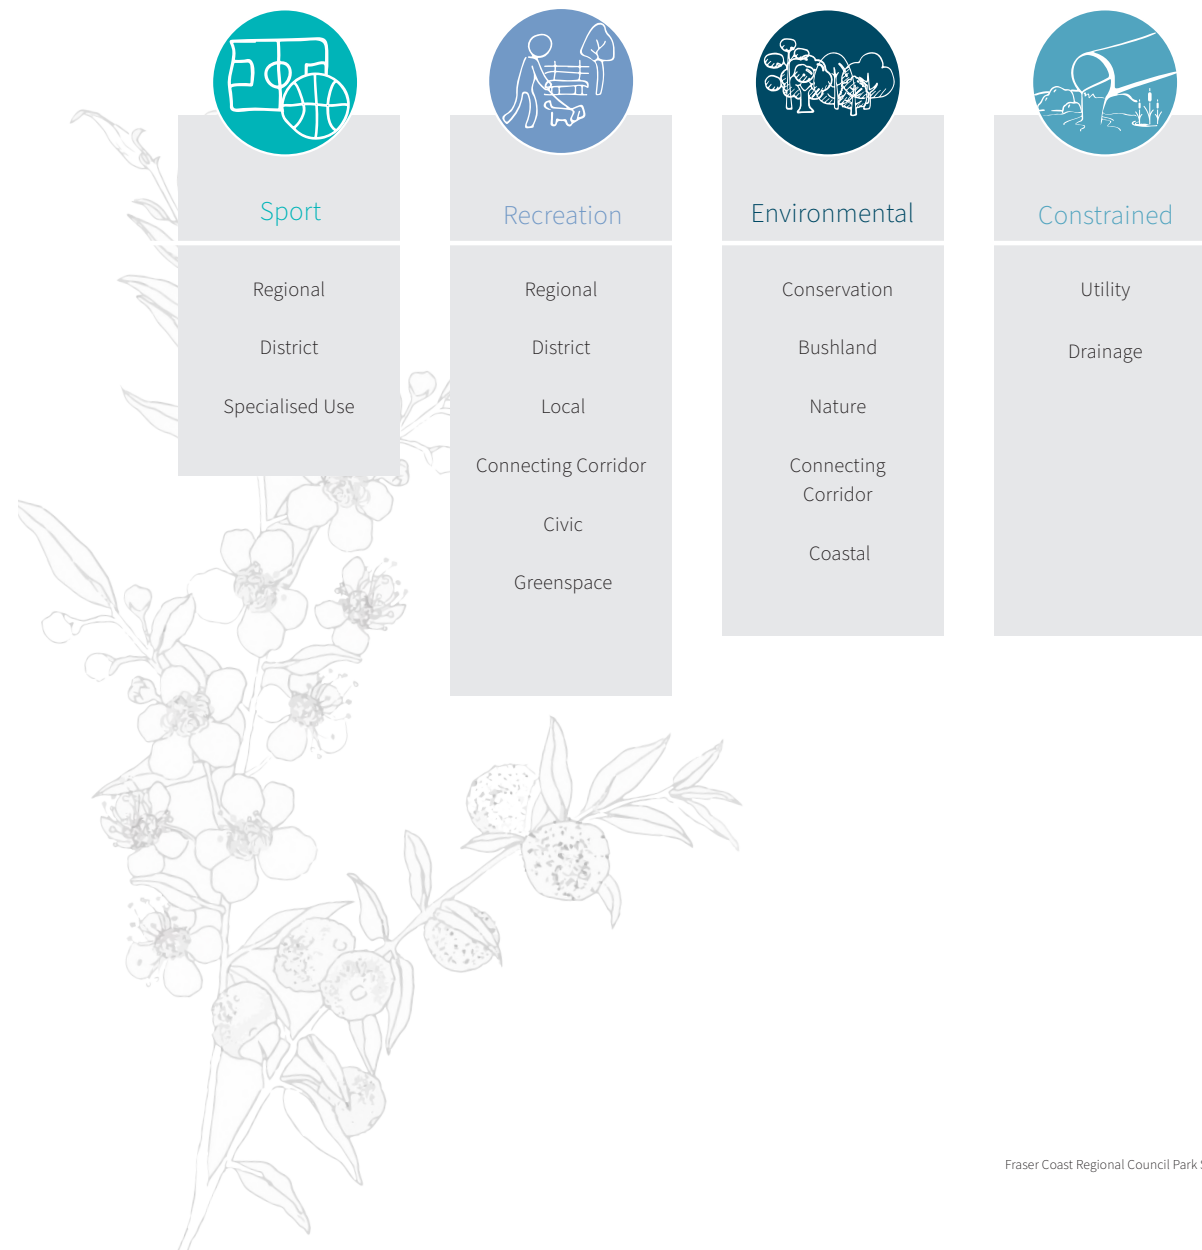 Sport
Regional
District
Specialised Use
Recreation
Regional
District
Local
Connecting Corridor
Civic
Greenspace
Environmental
Conservation
Bushland
Nature
Connecting
Corridor
Coastal
Constrained
Utility
Drainage
Fraser Coast Regional Council Park